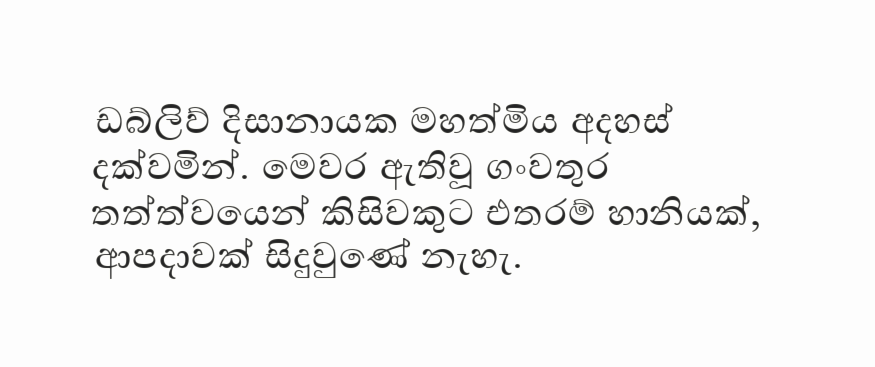 ඩබ්ලිව් දිසානායක මහත්මිය අදහස්
දක්වමින්. මෙවර ඇතිවූ ගංවතුර
තත්ත්වයෙන් කිසිවකුට එතරම් හානියක්,
ආපදාවක් සිදුවුණේ නැහැ.